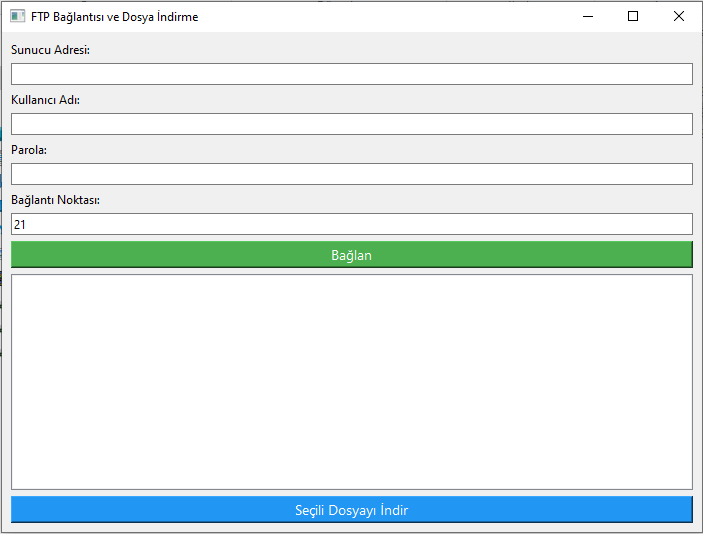 FTP Bağlantısı ve Dosya İndirme
Sunucu Adresi:
Kullanıcı Adı:
Parola:
Bağlantı Noktası:
21
Bağlan
Seçili Dosyayı İndir